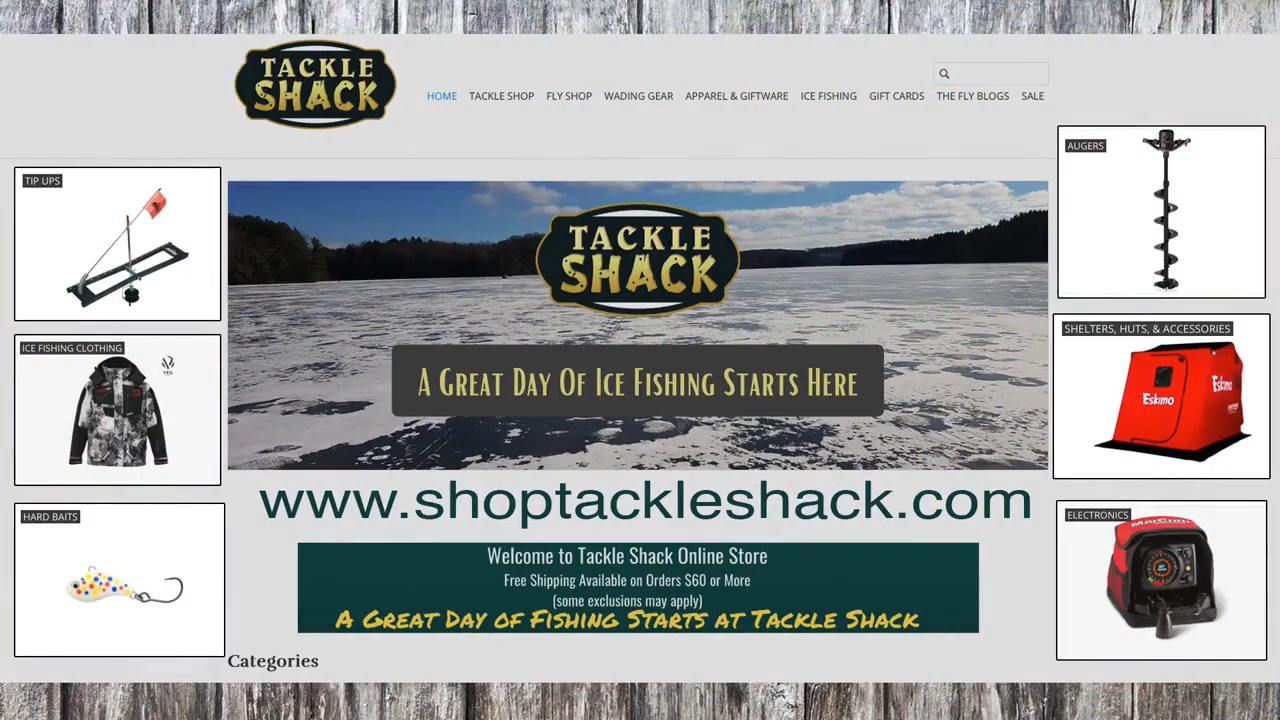 TACKLE
SHACK
HOME TACKLE SHOP FLY SHOP WADING GEAR APPAREL & GIFTWARE ICE FISHING GIFT CARDS THE FLY BLOGS SALE
TIP UPS
AUGERS
TACKLE
SHACK
A Great Day Of Ice Fishing Starts Here
ICE FISHING CLOTHING
VEIL
SHELTERS, HUTS, & ACCESSORIES
Eskimo
Eskimo
www.shoptackleshack.com
HARD BAITS
ELECTRONICS
MarCum
Welcome to Tackle Shack Online Store
Free Shipping Available on Orders $60 or More
(some exclusions may apply)
A Great Day of Fishing Starts at Tackle Shack
Categories